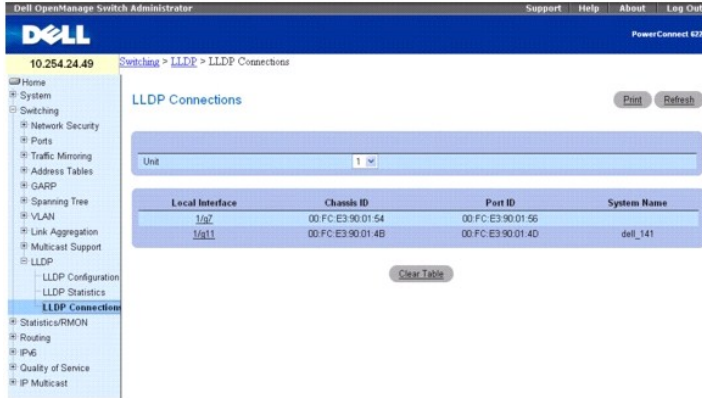 Dell OpenManage Switch Administrator
Support Help About Log Out
DELL
PowerConnect 622
10.254.24.49
Switching > LLDP > LLDP Connections
Home
System
Switching
Network Security
Ports
Traffic Mirroring
Address Tables
GARP
Spanning Tree
VLAN
Link Aggregation
Multicast Support
LLDP
LLDP Configuration
LLDP Statistics
LLDP Connections
Statistics/RMON
Routing
IPv6
Quality of Service
IP Multicast
LLDP Connections
Print Refresh
Unit 1
Local Interface Chassis ID Port ID System Name
1/g7 00:FC:E3:90:01:54 00:FC:E3:90:01:56
1/g11 00:FC:E3:90:01:4B 00:FC:E3:90:01:4D dell_141
Clear Table